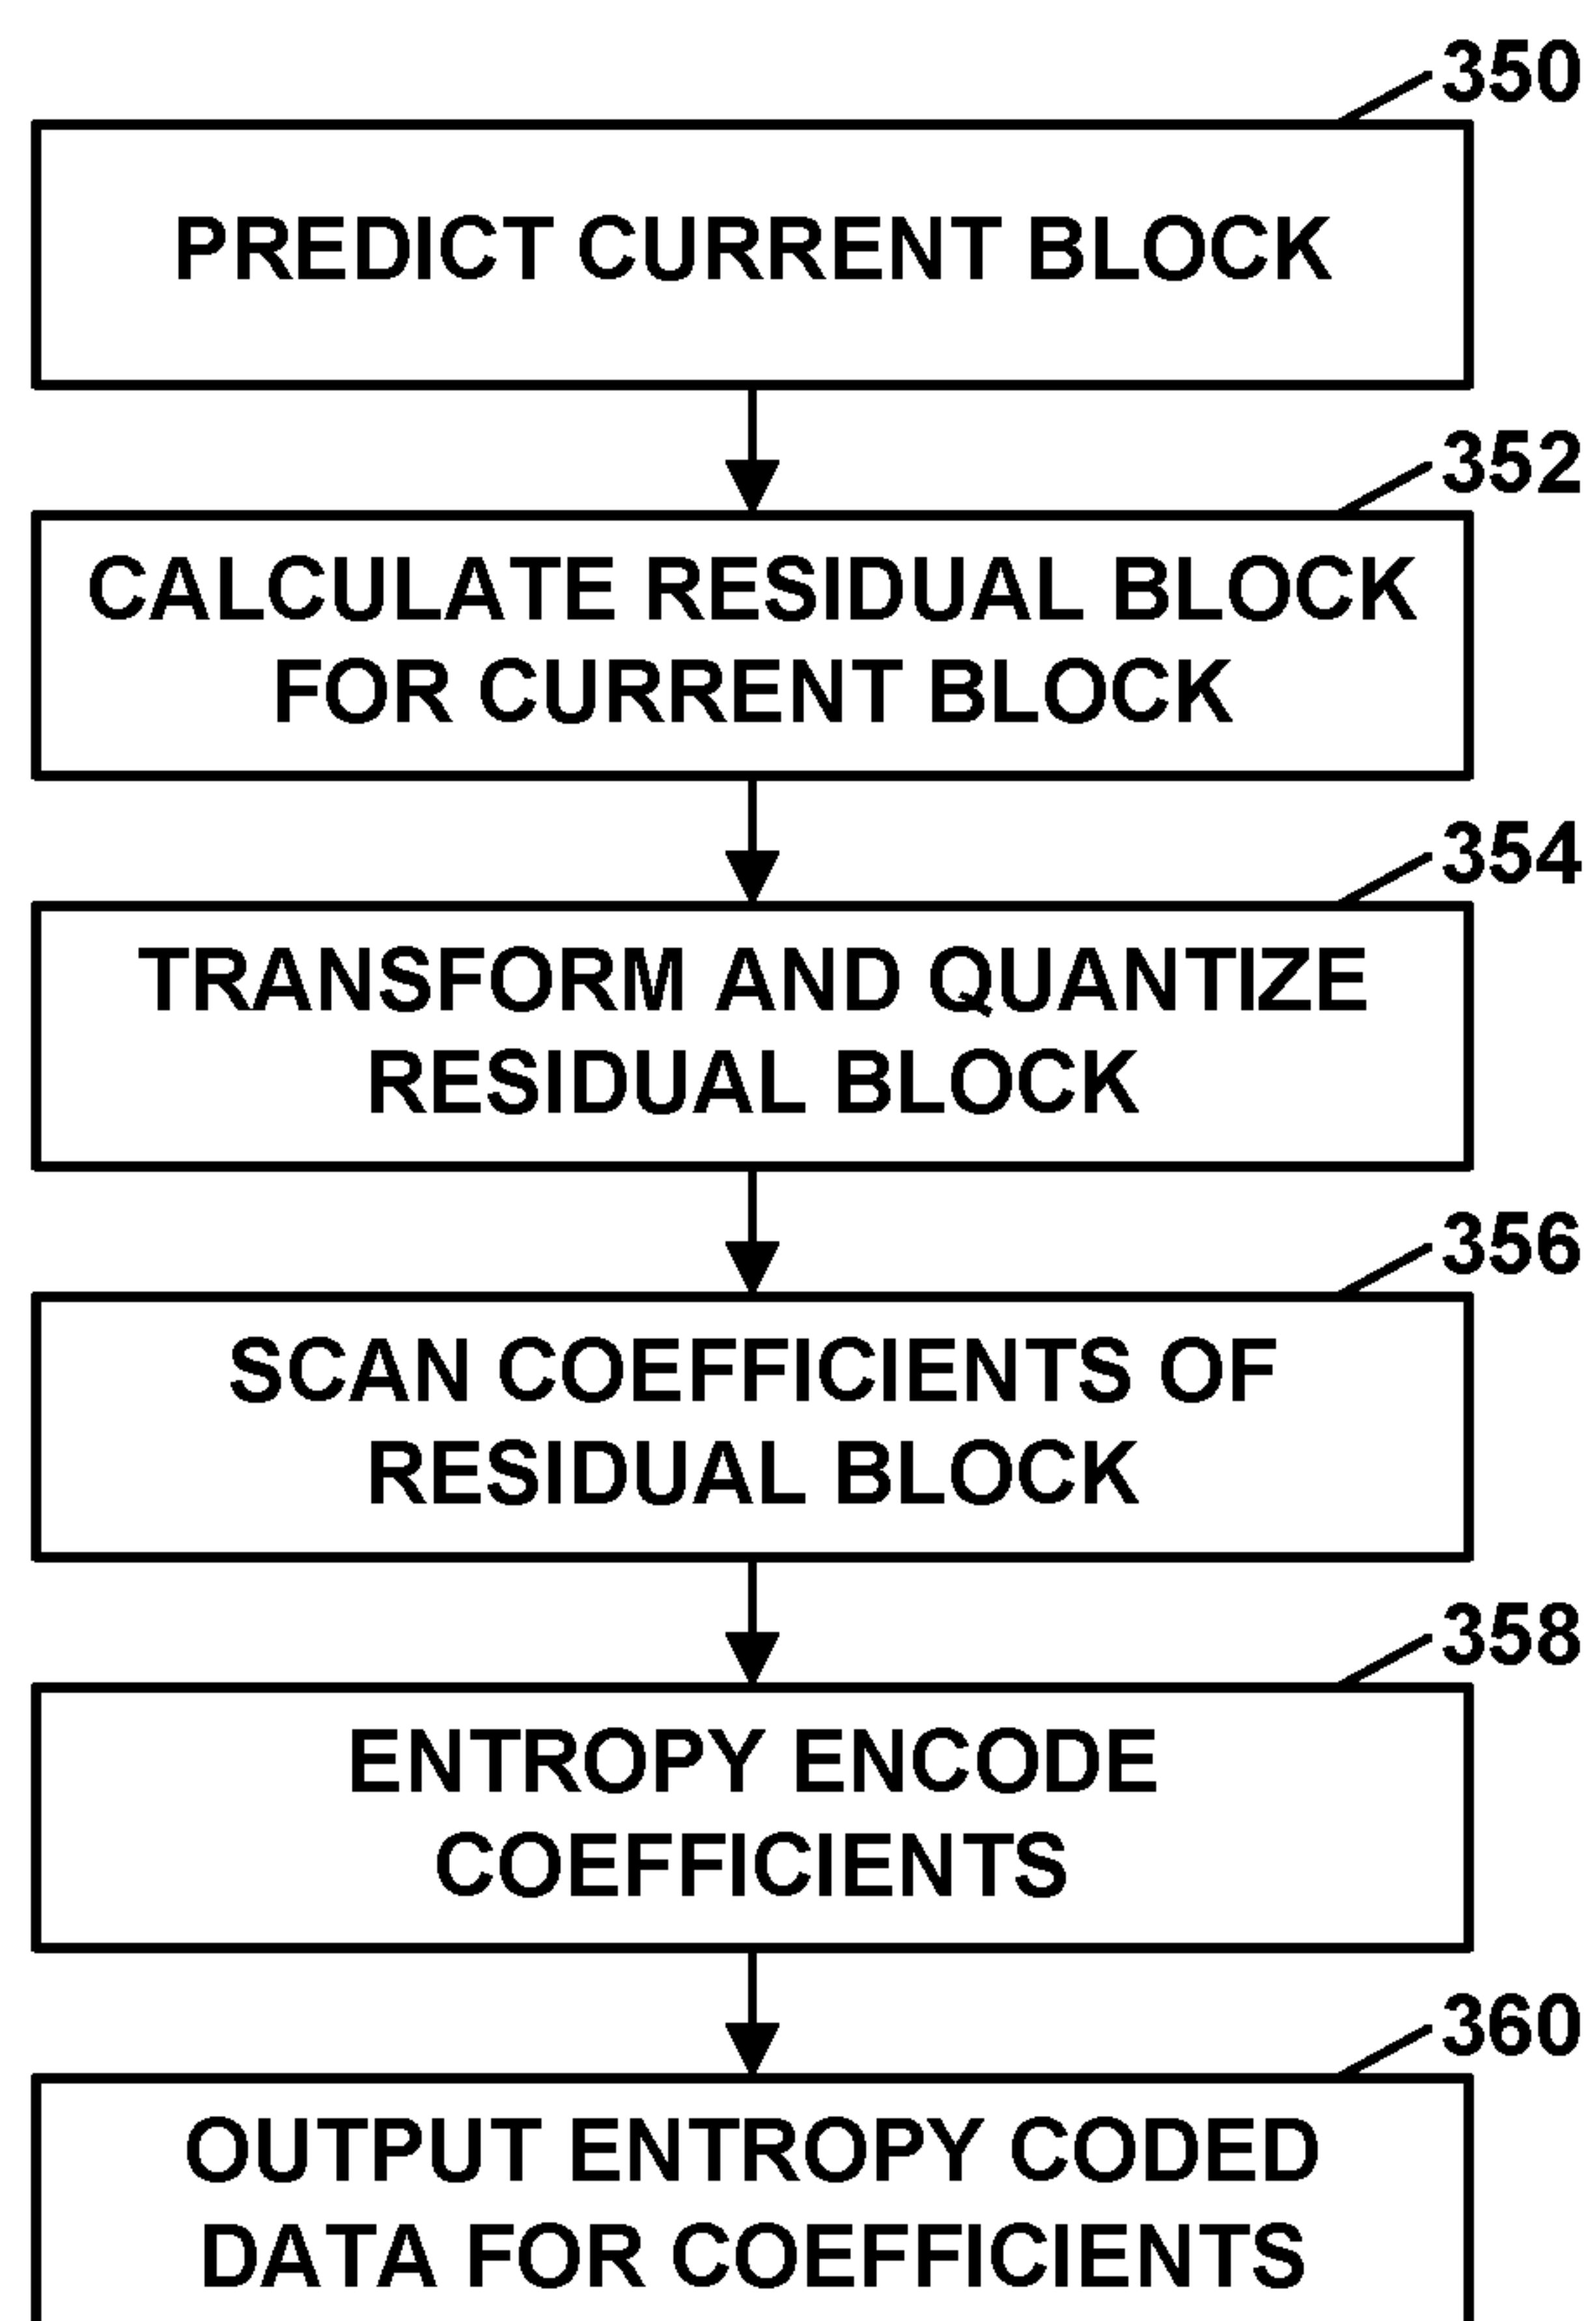 350
PREDICT CURRENT BLOCK
352
CALCULATE RESIDUAL BLOCK
FOR CURRENT BLOCK
354
TRANSFORM AND QUANTIZE
RESIDUAL BLOCK
356
SCAN COEFFICIENTS OF
RESIDUAL BLOCK
358
ENTROPY ENCODE
COEFFICIENTS
360
OUTPUT ENTROPY CODED
DATA FOR COEFFICIENTS